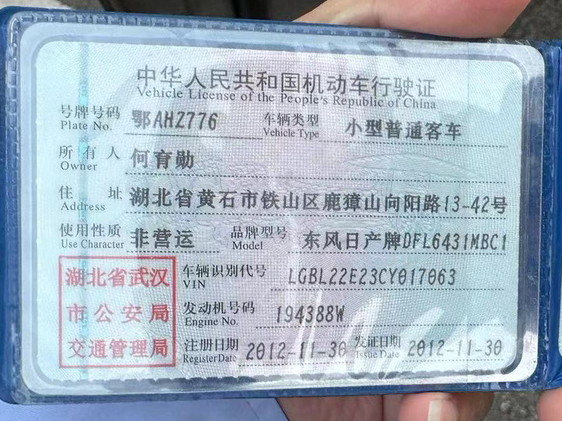 中华人民共和国机动车行驶证
Vehicle License of the People's Republic of China
号牌号码 鄂AHZ776 车辆类型 小型普通客车
Plate No. Vehicle Type
所有人 何育勋
Owner
住址 湖北省黄石市铁山区鹿獐山向阳路13-42号
Address
使用性质 非营运 品牌型号 东风日产牌DFL6431MBC1
Use Character Model
湖北省武汉 车辆识别代号 LGBL22E23CY017063
VIN
市公安局 发动机号码 194388W
Engine No.
交通管理局 注册日期 2012-11-30 发证日期 2012-11-30
Register Date Issue Date